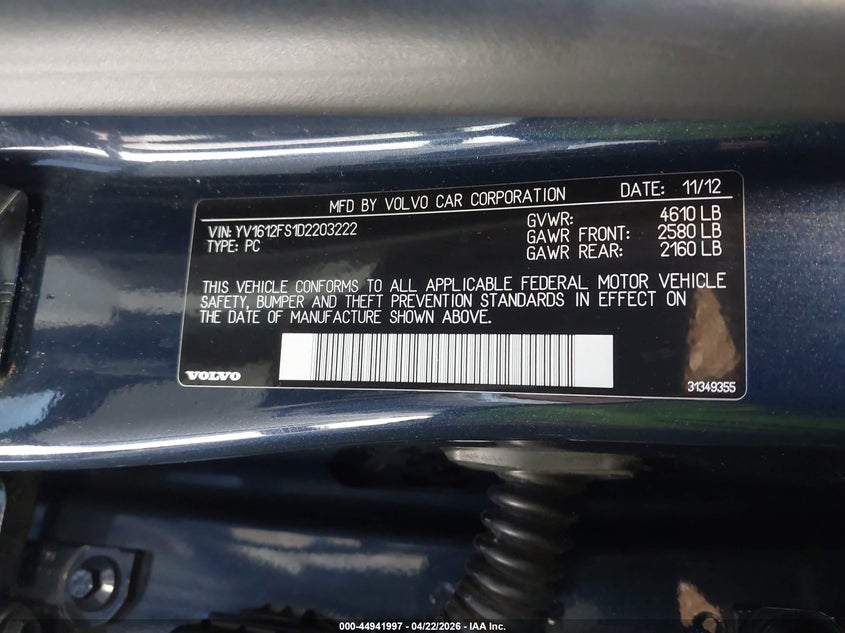 MFD BY VOLVO CAR CORPORATION DATE: 11/12
VIN: YV1612FS1D2203222 GVWR: 4610 LB
TYPE: PC GAWR FRONT: 2580 LB
GAWR REAR: 2160 LB
THIS VEHICLE CONFORMS TO ALL APPLICABLE FEDERAL MOTOR VEHICLE
SAFETY, BUMPER AND THEFT PREVENTION STANDARDS IN EFFECT ON
THE DATE OF MANUFACTURE SHOWN ABOVE.
VOLVO
31349355
000-44941997 - 04/22/2026 - IAA Inc.